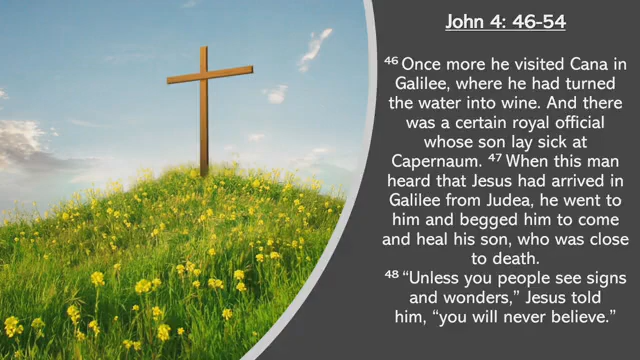 John 4: 46-54
⁴⁶ Once more he visited Cana in
Galilee, where he had turned
the water into wine. And there
was a certain royal official
whose son lay sick at
Capernaum. ⁴⁷ When this man
heard that Jesus had arrived in
Galilee from Judea, he went to
him and begged him to come
and heal his son, who was close
to death.
⁴⁸ “Unless you people see signs
and wonders,” Jesus told
him, “you will never believe.”